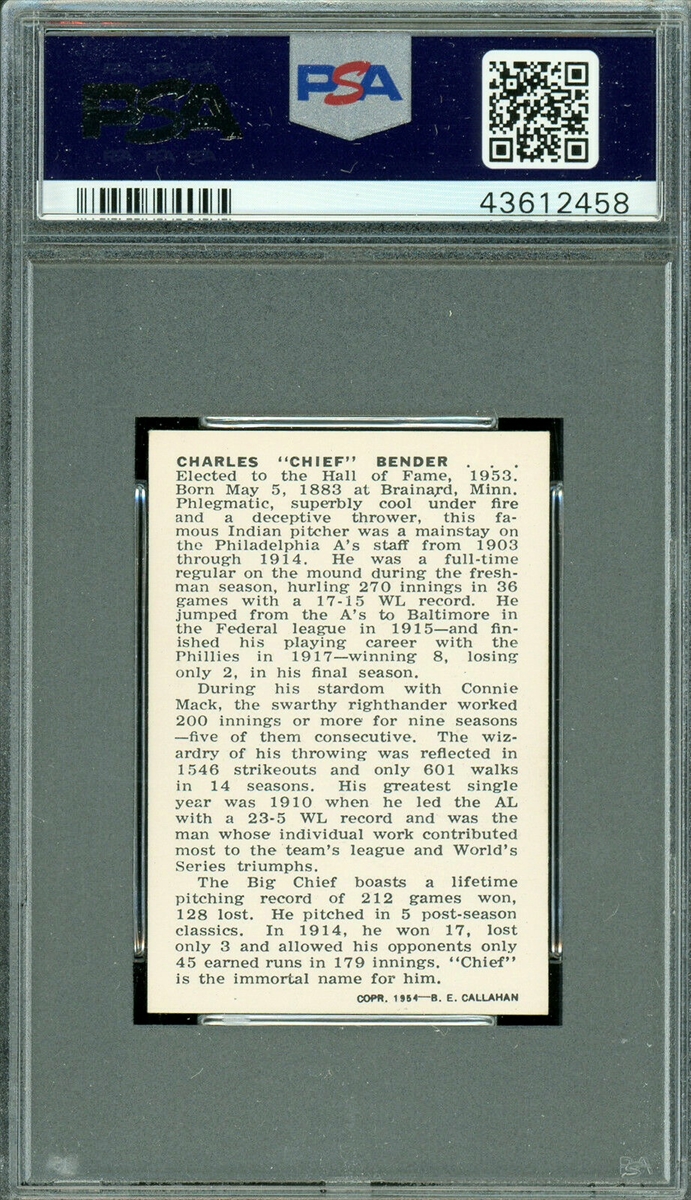 PSA
PSA
43612458
CHARLES "CHIEF" BENDER . . .
Elected to the Hall of Fame, 1953.
Born May 5, 1883 at Brainard, Minn.
Phlegmatic, superbly cool under fire
and a deceptive thrower, this fa-
mous Indian pitcher was a mainstay on
the Philadelphia A's staff from 1903
through 1914. He was a full-time
regular on the mound during the fresh-
man season, hurling 270 innings in 36
games with a 17-15 WL record. He
jumped from the A's to Baltimore in
the Federal league in 1915—and fin-
ished his playing career with the
Phillies in 1917—winning 8, losing
only 2, in his final season.
During his stardom with Connie
Mack, the swarthy righthander worked
200 innings or more for nine seasons
—five of them consecutive. The wiz-
ardry of his throwing was reflected in
1546 strikeouts and only 601 walks
in 14 seasons. His greatest single
year was 1910 when he led the AL
with a 23-5 WL record and was the
man whose individual work contributed
most to the team's league and World's
Series triumphs.
The Big Chief boasts a lifetime
pitching record of 212 games won,
128 lost. He pitched in 5 post-season
classics. In 1914, he won 17, lost
only 3 and allowed his opponents only
45 earned runs in 179 innings. "Chief"
is the immortal name for him.
COPR. 1954—B. E. CALLAHAN
PSA